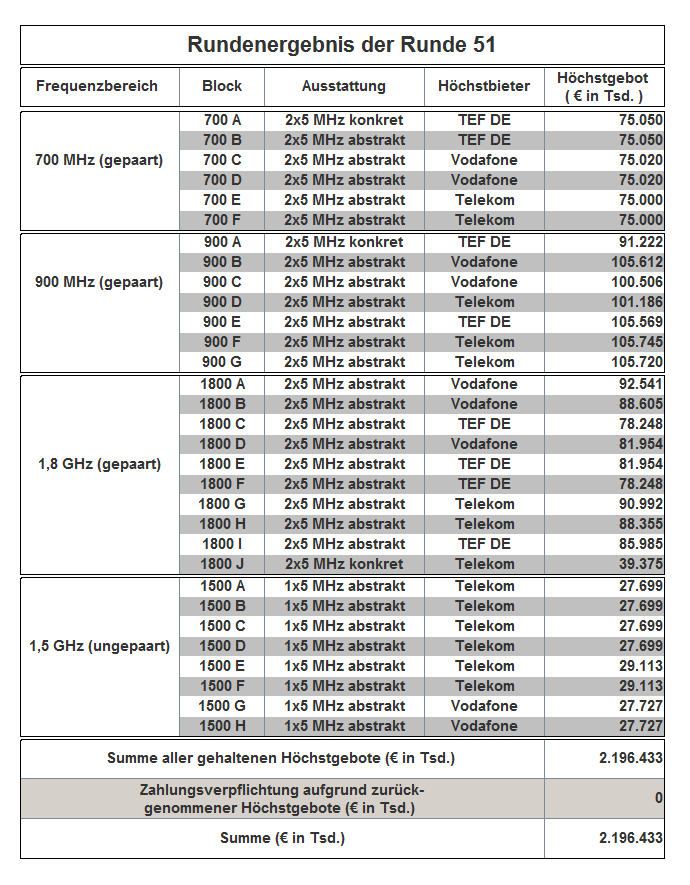 Rundenergebnis der Runde 51
Frequenzbereich Block Ausstattung Höchstbieter Höchstgebot
( € in Tsd. )
700 MHz (gepaart)
700 A 2x5 MHz konkret TEF DE 75.050
700 B 2x5 MHz abstrakt TEF DE 75.050
700 C 2x5 MHz abstrakt Vodafone 75.020
700 D 2x5 MHz abstrakt Vodafone 75.020
700 E 2x5 MHz abstrakt Telekom 75.000
700 F 2x5 MHz abstrakt Telekom 75.000
900 MHz (gepaart)
900 A 2x5 MHz konkret TEF DE 91.222
900 B 2x5 MHz abstrakt Vodafone 105.612
900 C 2x5 MHz abstrakt Vodafone 100.506
900 D 2x5 MHz abstrakt Telekom 101.186
900 E 2x5 MHz abstrakt TEF DE 105.569
900 F 2x5 MHz abstrakt Telekom 105.745
900 G 2x5 MHz abstrakt Telekom 105.720
1,8 GHz (gepaart)
1800 A 2x5 MHz abstrakt Vodafone 92.541
1800 B 2x5 MHz abstrakt Vodafone 88.605
1800 C 2x5 MHz abstrakt TEF DE 78.248
1800 D 2x5 MHz abstrakt Vodafone 81.954
1800 E 2x5 MHz abstrakt TEF DE 81.954
1800 F 2x5 MHz abstrakt TEF DE 78.248
1800 G 2x5 MHz abstrakt Telekom 90.992
1800 H 2x5 MHz abstrakt Telekom 88.355
1800 I 2x5 MHz abstrakt TEF DE 85.985
1800 J 2x5 MHz konkret Telekom 39.375
1,5 GHz (ungepaart)
1500 A 1x5 MHz abstrakt Telekom 27.699
1500 B 1x5 MHz abstrakt Telekom 27.699
1500 C 1x5 MHz abstrakt Telekom 27.699
1500 D 1x5 MHz abstrakt Telekom 27.699
1500 E 1x5 MHz abstrakt Telekom 29.113
1500 F 1x5 MHz abstrakt Telekom 29.113
1500 G 1x5 MHz abstrakt Vodafone 27.727
1500 H 1x5 MHz abstrakt Vodafone 27.727
Summe aller gehaltenen Höchstgebote (€ in Tsd.) 2.196.433
Zahlungsverpflichtung aufgrund zurück-
genommener Höchstgebote (€ in Tsd.) 0
Summe (€ in Tsd.) 2.196.433